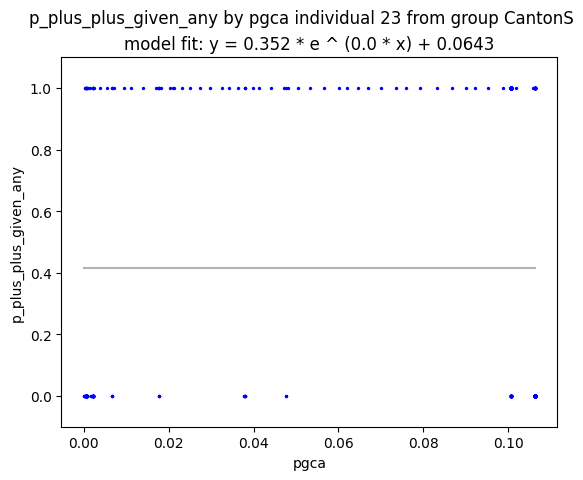 p_plus_plus_given_any by pgca individual 23 from group CantonS
model fit: y = 0.352 * e ^ (0.0 * x) + 0.0643
1.0
0.8
0.6
0.4
0.2
0.0
p_plus_plus_given_any
0.00 0.02 0.04 0.06 0.08 0.10
pgca